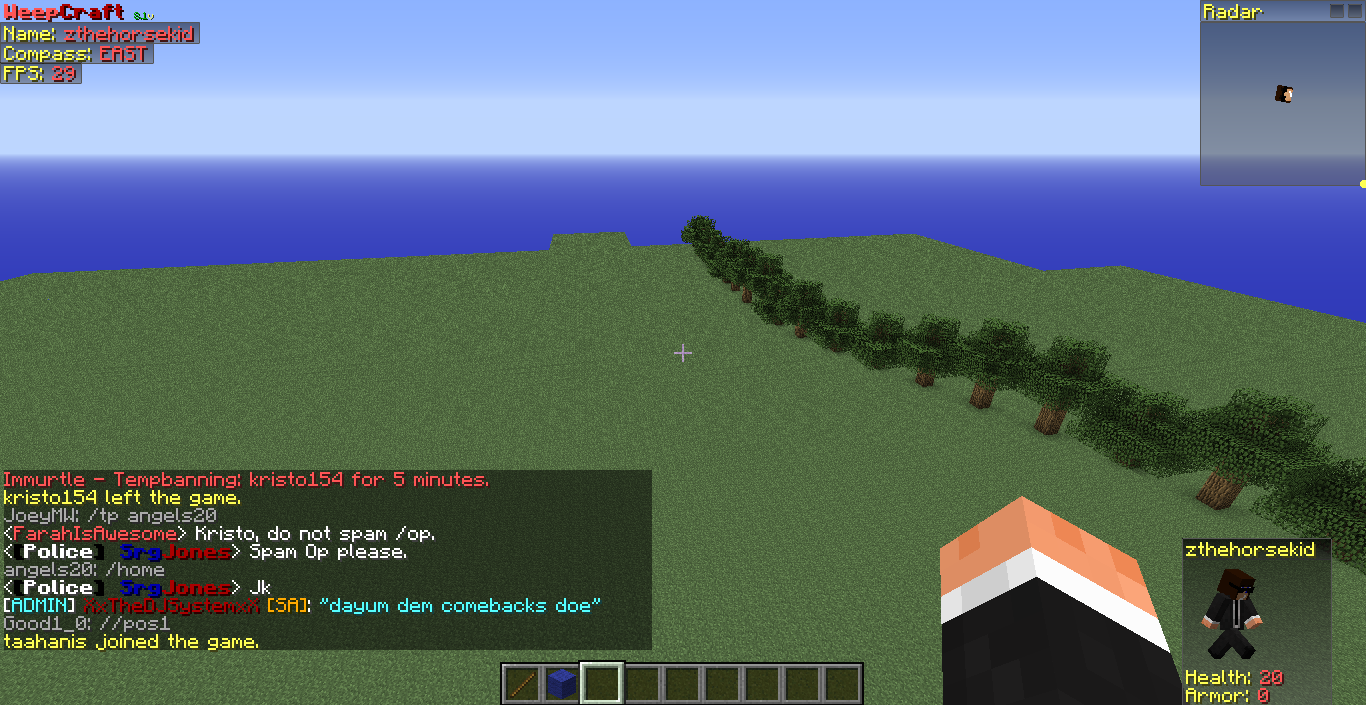 WeepCraft 8.1v
Name: zthehorsekid
Compass: EAST
FPS: 29
Radar
Immurtle - Tempbanning: kristo154 for 5 minutes.
kristo154 left the game.
JoeyMW: /tp angels20
<FarahIsAwesome> Kristo, do not spam /op.
<[Police] SrgJones> Spam Op please.
angels20: /home
<[Police] SrgJones> Jk
[ADMIN] XxTheDJSystemxX [SA]: "dayum dem comebacks doe"
Good1_0: //pos1
taahanis joined the game.
zthehorsekid
Health: 20
Armor: 0